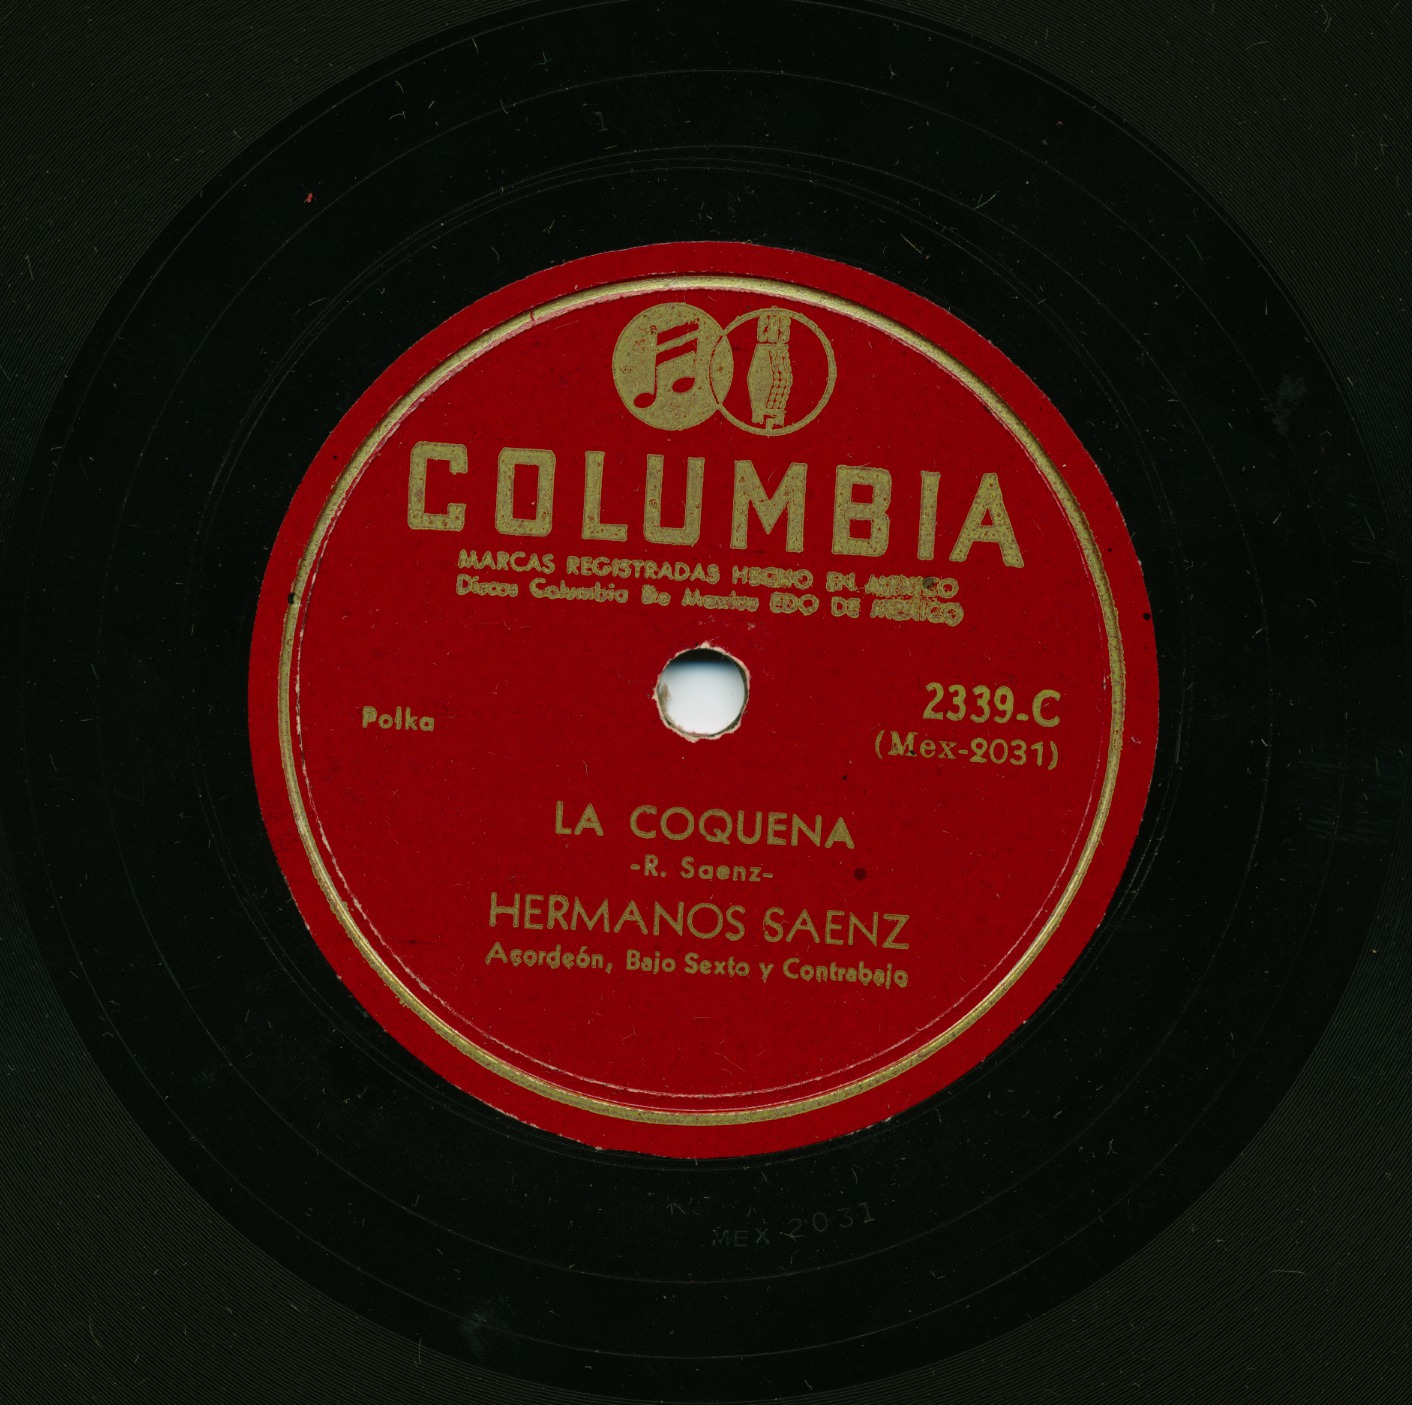 COLUMBIA
MARCAS REGISTRADAS HECHO EN MEXICO
Discos Columbia De Mexico EDO DE MEXICO
2339-C
Polka
(Mex-2031)
LA COQUENA
-R. Saenz-
HERMANOS SAENZ
Acordeón, Bajo Sexto y Contrabajo
MEX 2031